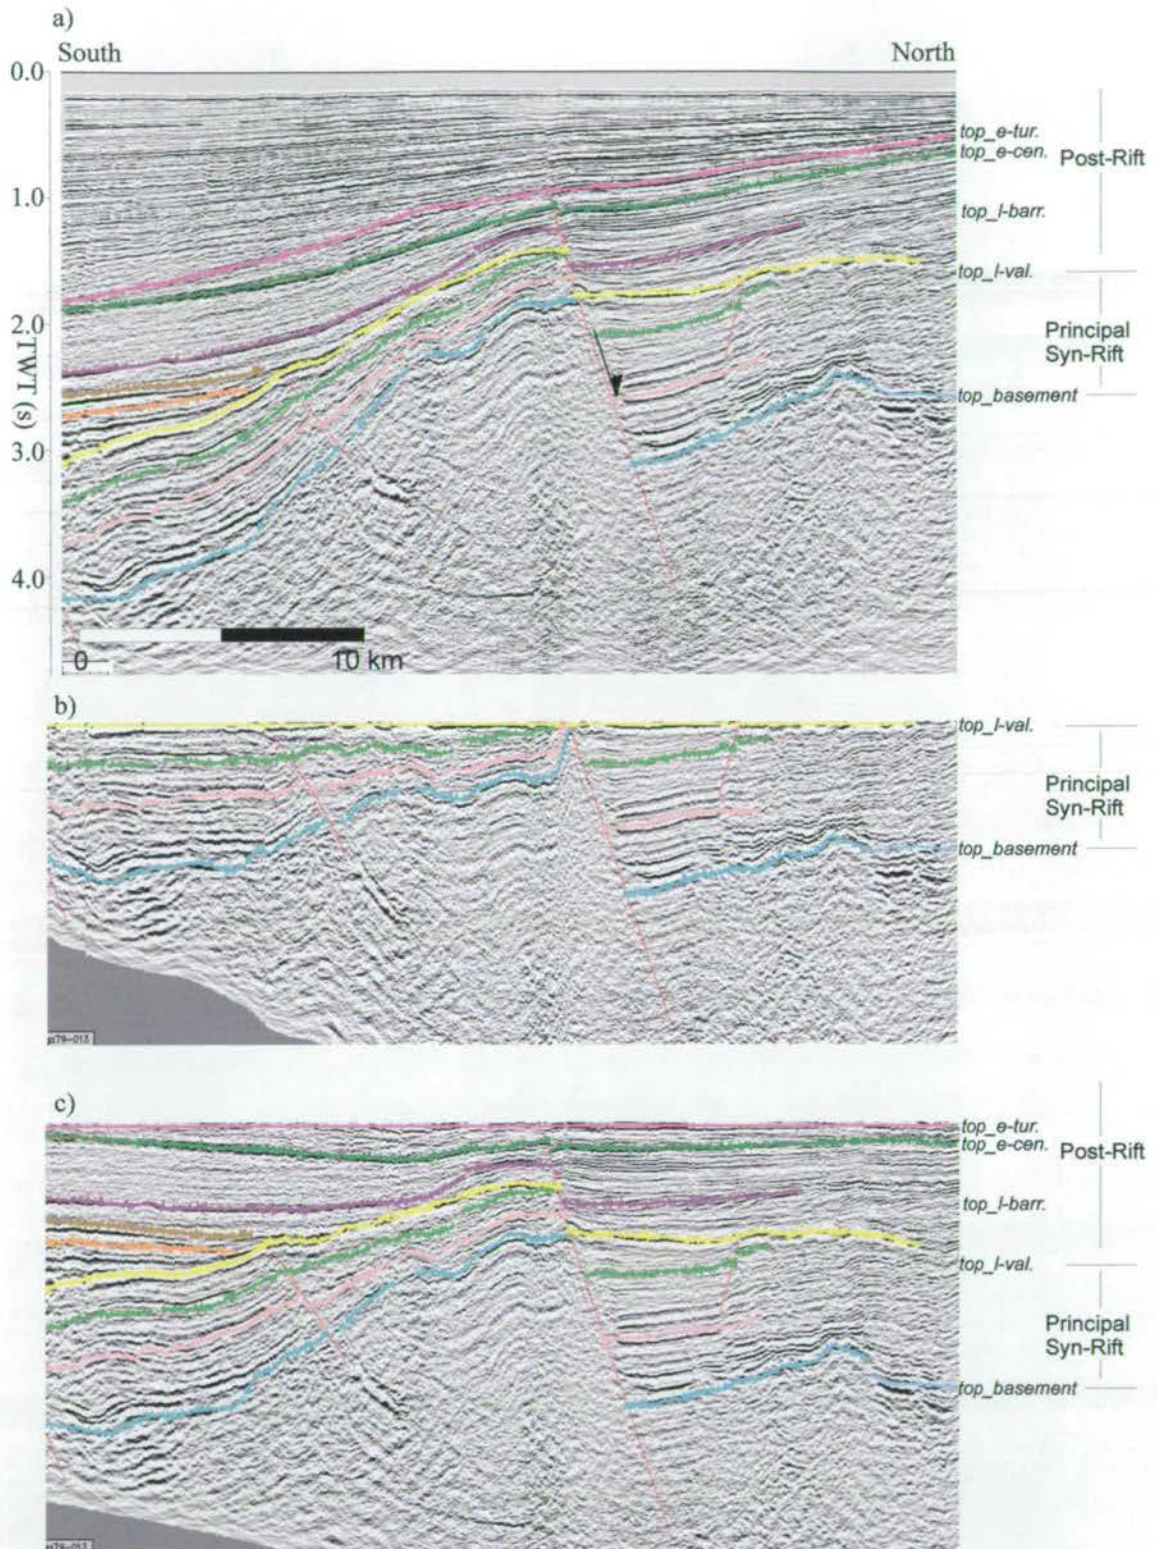 a)
South North
0.0
top_e-tur.
top_e-cen.
Post-Rift
1.0
top_l-barr.
top_l-val.
2.0
TWT (s)
Principal
Syn-Rift
top_basement
3.0
4.0
0 10 km
b)
top_l-val.
Principal
Syn-Rift
top_basement
c)
top_e-tur.
top_e-cen.
Post-Rift
top_l-barr.
top_l-val.
Principal
Syn-Rift
top_basement